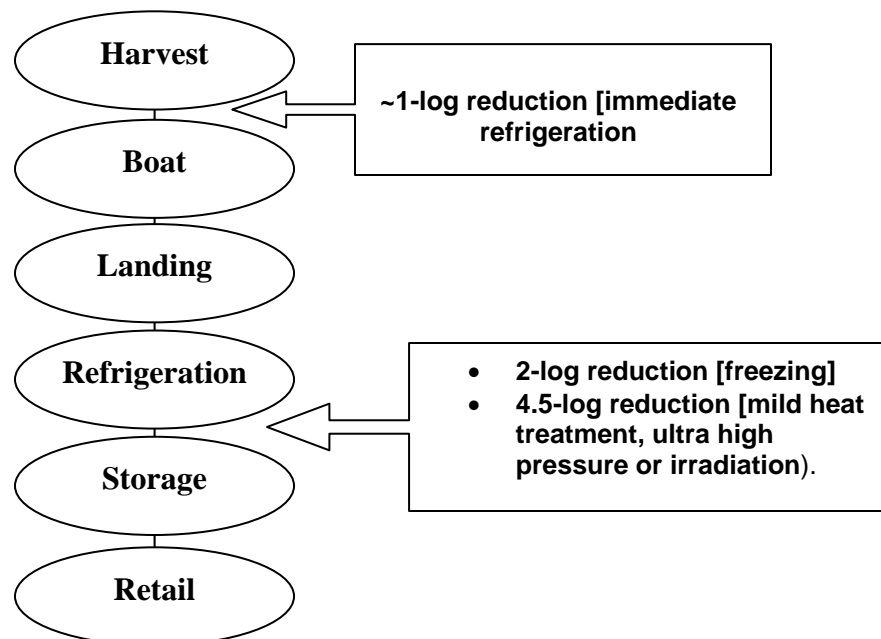 Harvest
~1-log reduction [immediate
refrigeration
Boat
Landing
Refrigeration
• 2-log reduction [freezing]
• 4.5-log reduction [mild heat
treatment, ultra high
pressure or irradiation).
Storage
Retail